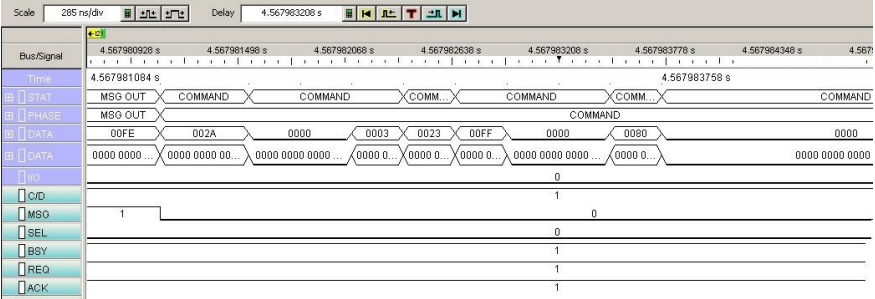 Scale 285 ns/div Delay 4.567983208 s T
Bus/Signal 4.567980928 s 4.567981498 s 4.567982068 s 4.567982638 s 4.567983208 s 4.567983778 s 4.567984348 s 4.567
Time 4.567981084 s 4.567983758 s
STAT MSG OUT COMMAND COMMAND COMM... COMMAND COMM... COMMAND
PHASE MSG OUT COMMAND
DATA 00FE 002A 0000 0003 0023 00FF 0000 0080 0000
DATA 0000 0000 ... 0000 0000 00... 0000 0000 0000 ... 0000 0... 0000 0... 0000 0... 0000 0000 0000 ... 0000 0... 0000 0000 0000
I/O 0
C/D 1
MSG 1 0
SEL 0
BSY 1
REQ 1
ACK 1